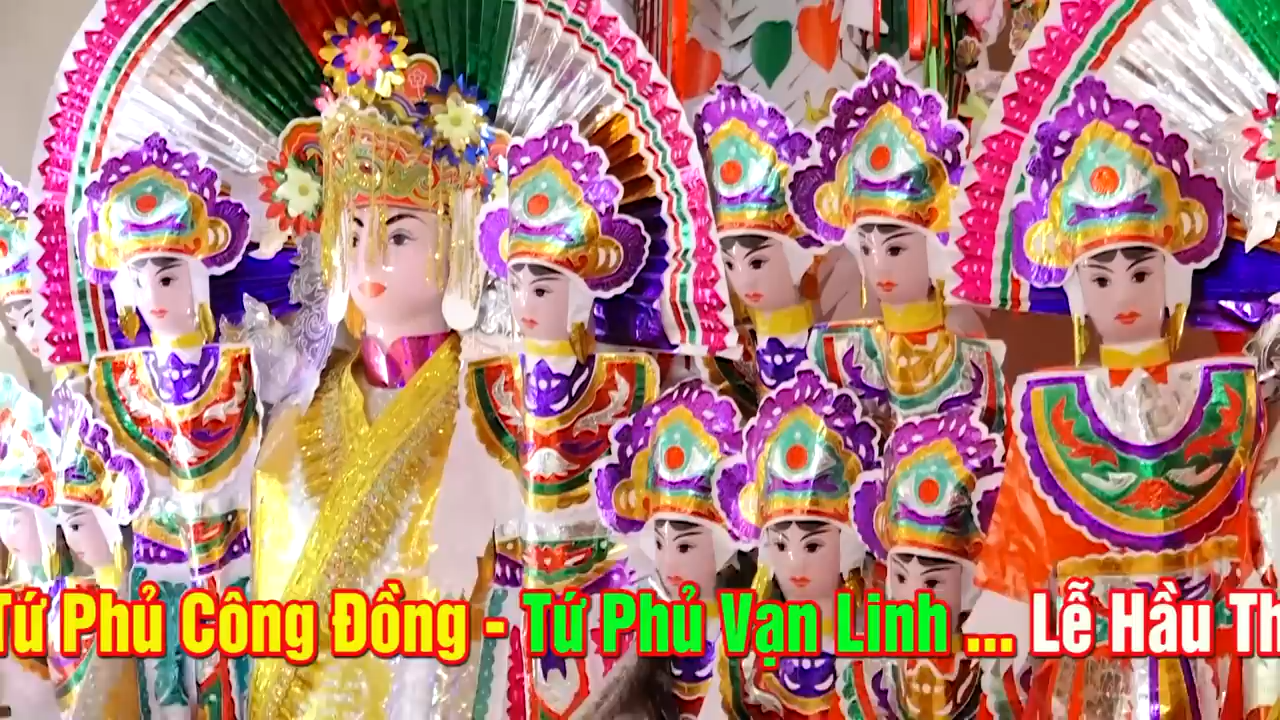 Tứ Phủ Công Đồng - Tứ Phủ Vạn Linh ... Lễ Hầu